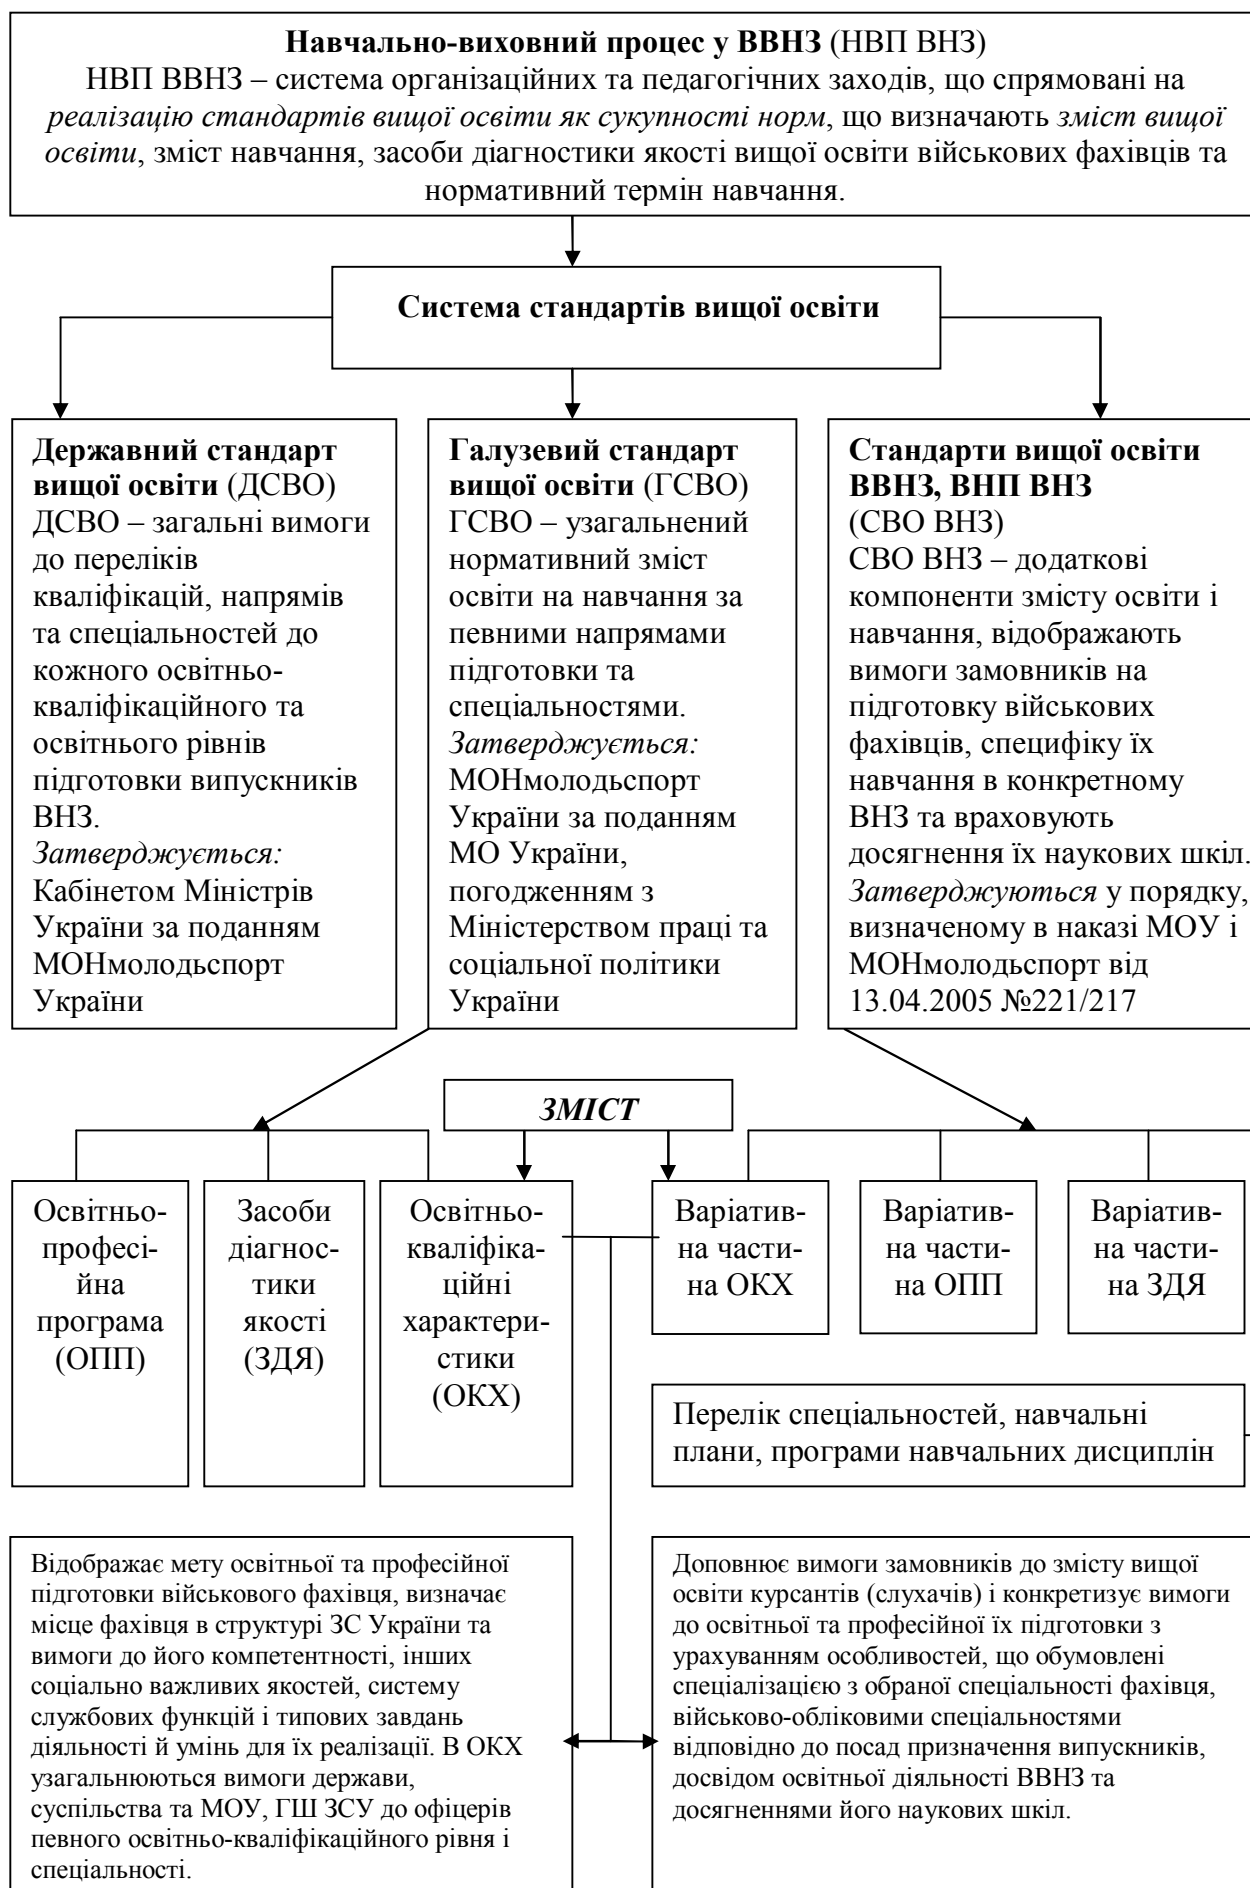 Навчально-виховний процес у ВВНЗ (НВП ВНЗ)
НВП ВВНЗ – система організаційних та педагогічних заходів, що спрямовані на
реалізацію стандартів вищої освіти як сукупності норм, що визначають зміст вищої
освіти, зміст навчання, засоби діагностики якості вищої освіти військових фахівців та
нормативний термін навчання.
Система стандартів вищої освіти
Державний стандарт
вищої освіти (ДСВО)
ДСВО – загальні вимоги
до переліків
кваліфікацій, напрямів
та спеціальностей до
кожного освітньо-
кваліфікаційного та
освітнього рівнів
підготовки випускників
ВНЗ.
Затверджується:
Кабінетом Міністрів
України за поданням
МОНмолодьспорт
України
Галузевий стандарт
вищої освіти (ГСВО)
ГСВО – узагальнений
нормативний зміст
освіти на навчання за
певними напрямами
підготовки та
спеціальностями.
Затверджується:
МОНмолодьспорт
України за поданням
МО України,
погодженням з
Міністерством праці та
соціальної політики
України
Стандарти вищої освіти
ВВНЗ, ВНП ВНЗ
(СВО ВНЗ)
СВО ВНЗ – додаткові
компоненти змісту освіти і
навчання, відображають
вимоги замовників на
підготовку військових
фахівців, специфіку їх
навчання в конкретному
ВНЗ та враховують
досягнення їх наукових шкіл.
Затверджуються у порядку,
визначеному в наказі МОУ і
МОНмолодьспорт від
13.04.2005 №221/217
ЗМІСТ
Освітньо-
професі-
йна
програма
(ОПП)
Засоби
діагнос-
тики
якості
(ЗДЯ)
Освітньо-
кваліфіка-
ційні
характери-
стики
(ОКХ)
Варіатив-
на части-
на ОКХ
Варіатив-
на части-
на ОПП
Варіатив-
на части-
на ЗДЯ
Перелік спеціальностей, навчальні
плани, програми навчальних дисциплін
Відображає мету освітньої та професійної
підготовки військового фахівця, визначає
місце фахівця в структурі ЗС України та
вимоги до його компетентності, інших
соціально важливих якостей, систему
службових функцій і типових завдань
діяльності й умінь для їх реалізації. В ОКХ
узагальнюються вимоги держави,
суспільства та МОУ, ГШ ЗСУ до офіцерів
певного освітньо-кваліфікаційного рівня і
спеціальності.
Доповнює вимоги замовників до змісту вищої
освіти курсантів (слухачів) і конкретизує вимоги
до освітньої та професійної їх підготовки з
урахуванням особливостей, що обумовлені
спеціалізацією з обраної спеціальності фахівця,
військово-обліковими спеціальностями
відповідно до посад призначення випускників,
досвідом освітньої діяльності ВВНЗ та
досягненнями його наукових шкіл.